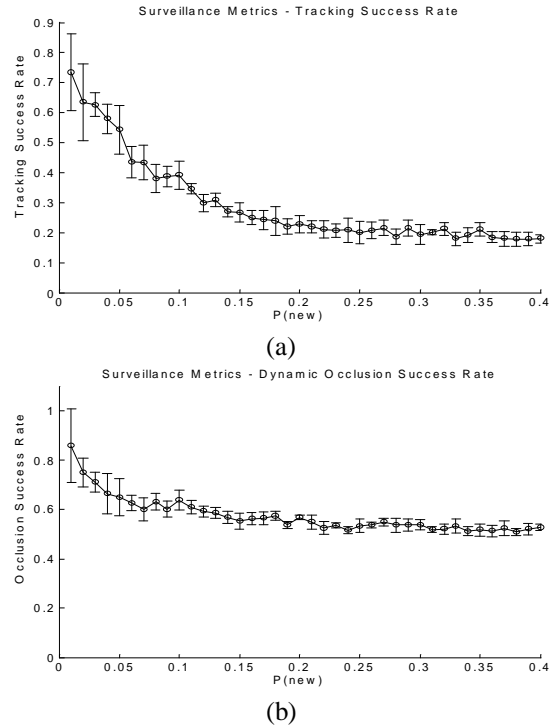 Surveillance Metrics - Tracking Success Rate
Tracking Success Rate
0.9
0.8
0.7
0.6
0.5
0.4
0.3
0.2
0.1
0
0 0.05 0.1 0.15 0.2 0.25 0.3 0.35 0.4
P(new)
(a)
Surveillance Metrics - Dynamic Occlusion Success Rate
Occlusion Success Rate
1
0.8
0.6
0.4
0.2
0
0 0.05 0.1 0.15 0.2 0.25 0.3 0.35 0.4
P(new)
(b)